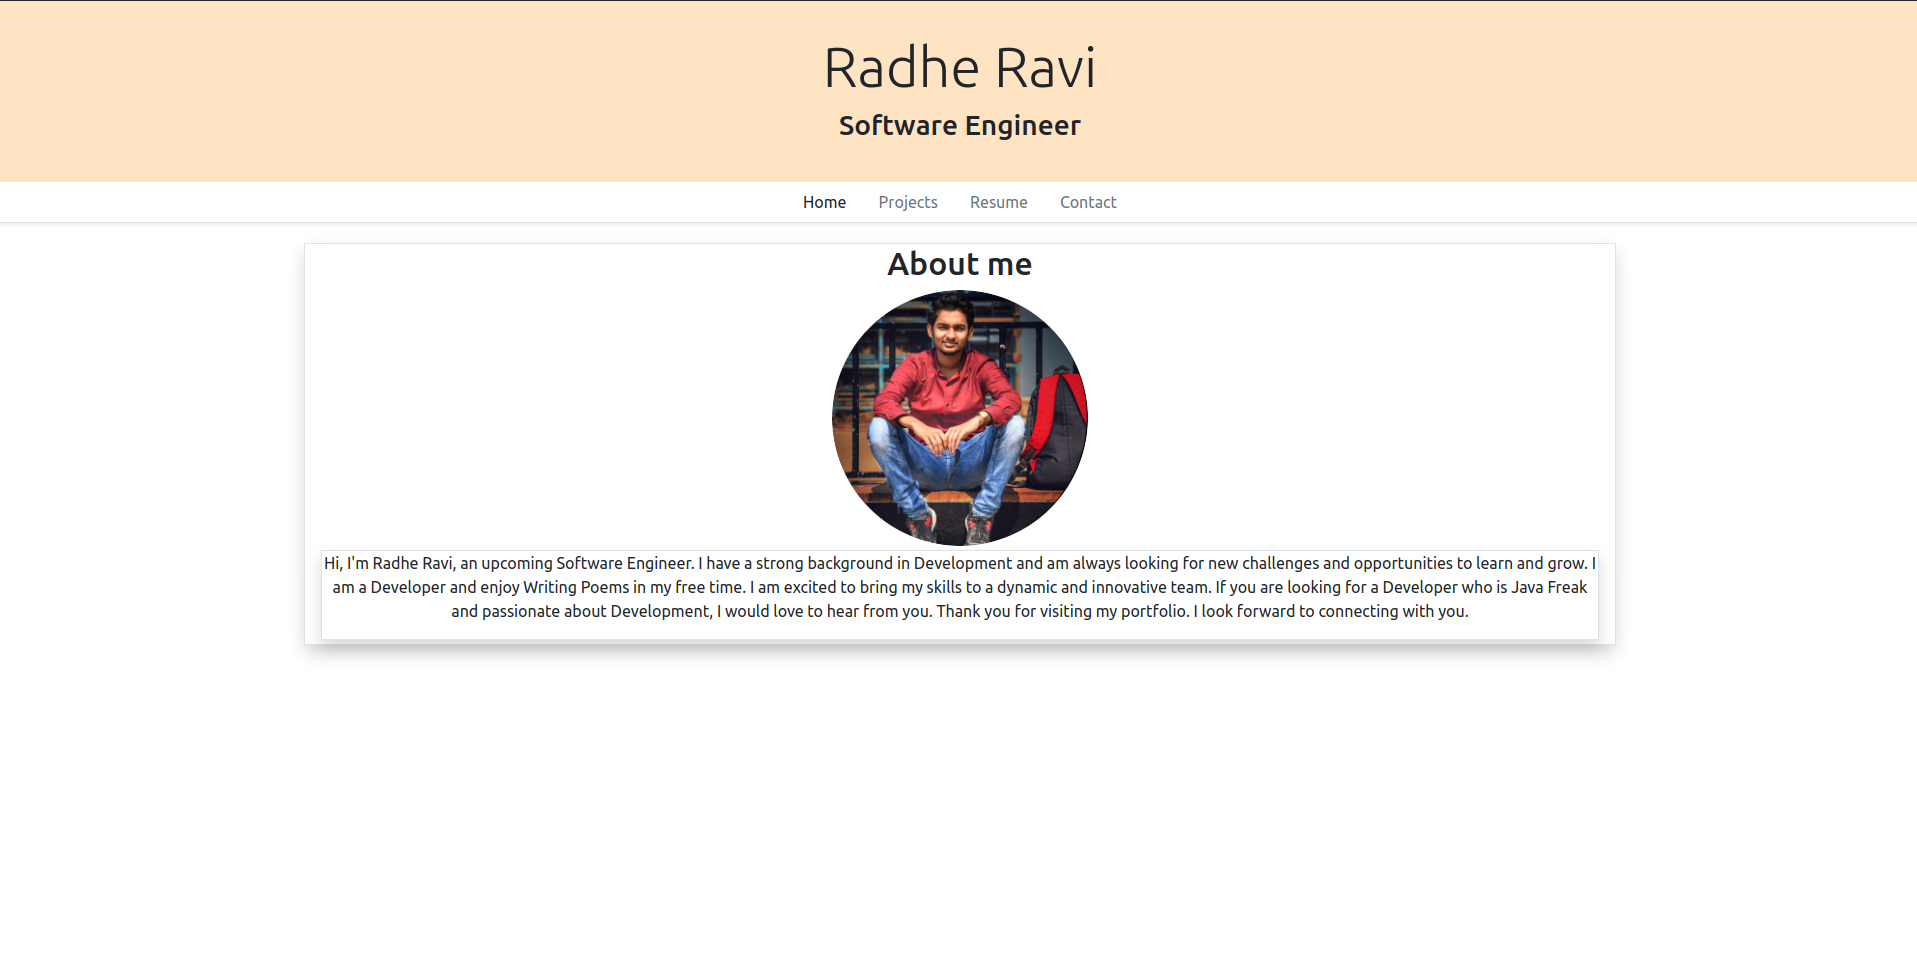 Radhe Ravi
Software Engineer
Home Projects Resume Contact
About me
Hi, I'm Radhe Ravi, an upcoming Software Engineer. I have a strong background in Development and am always looking for new challenges and opportunities to learn and grow. I
am a Developer and enjoy Writing Poems in my free time. I am excited to bring my skills to a dynamic and innovative team. If you are looking for a Developer who is Java Freak
and passionate about Development, I would love to hear from you. Thank you for visiting my portfolio. I look forward to connecting with you.